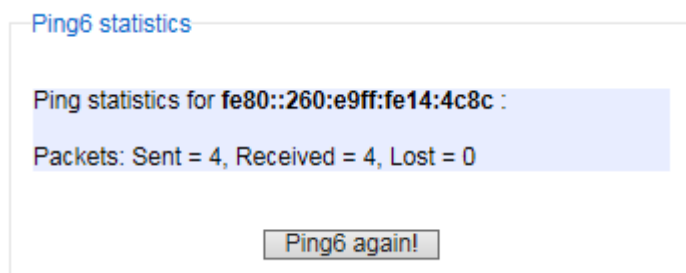 Ping6 statistics
Ping statistics for fe80::260:e9ff:fe14:4c8c :
Packets: Sent = 4, Received = 4, Lost = 0
Ping6 again!